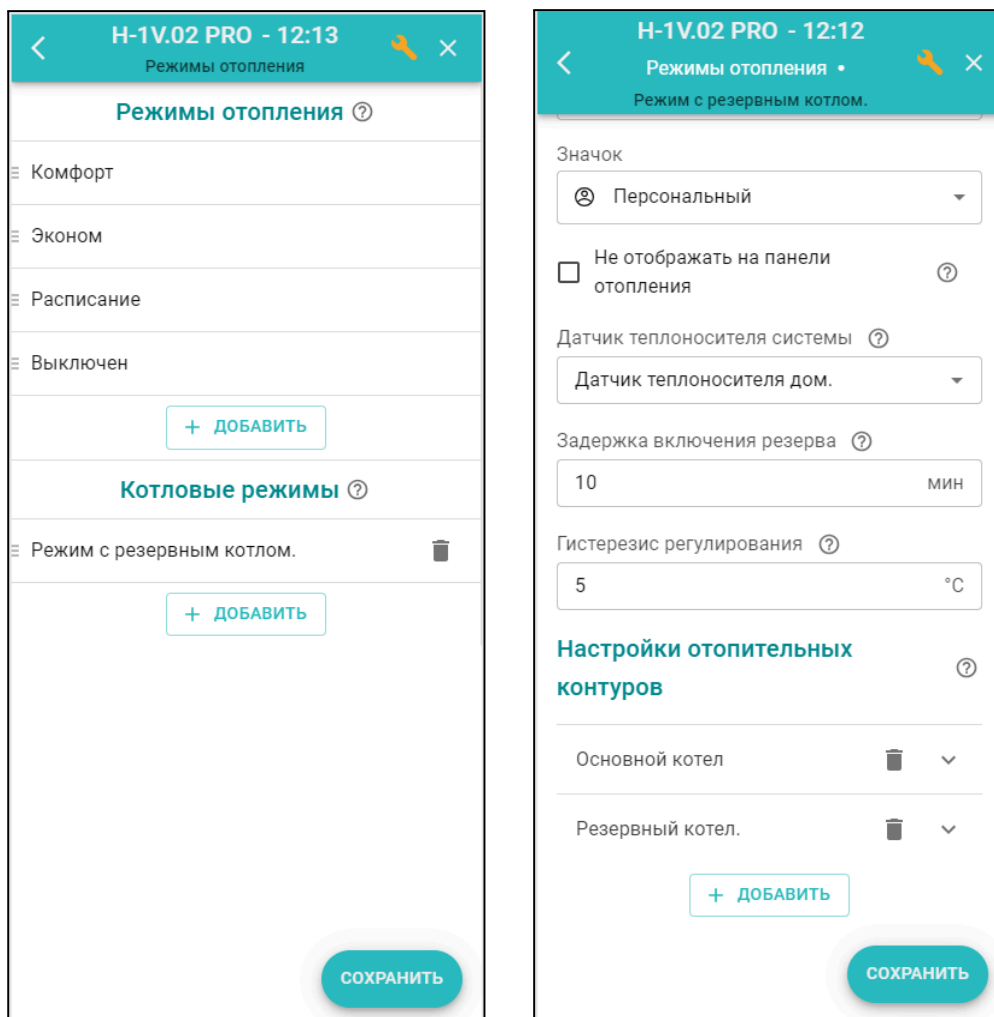 H-1V.02 PRO - 12:13
Режимы отопления
Режимы отопления
Комфорт
Эконом
Расписание
Выключен
+ ДОБАВИТЬ
Котловые режимы
Режим с резервным котлом.
+ ДОБАВИТЬ
СОХРАНИТЬ
H-1V.02 PRO - 12:12
Режимы отопления •
Режим с резервным котлом.
Значок
Персональный
Не отображать на панели
отопления
Датчик теплоносителя системы
Датчик теплоносителя дом.
Задержка включения резерва
10 мин
Гистерезис регулирования
5 °C
Настройки отопительных
контуров
Основной котел
Резервный котел.
+ ДОБАВИТЬ
СОХРАНИТЬ